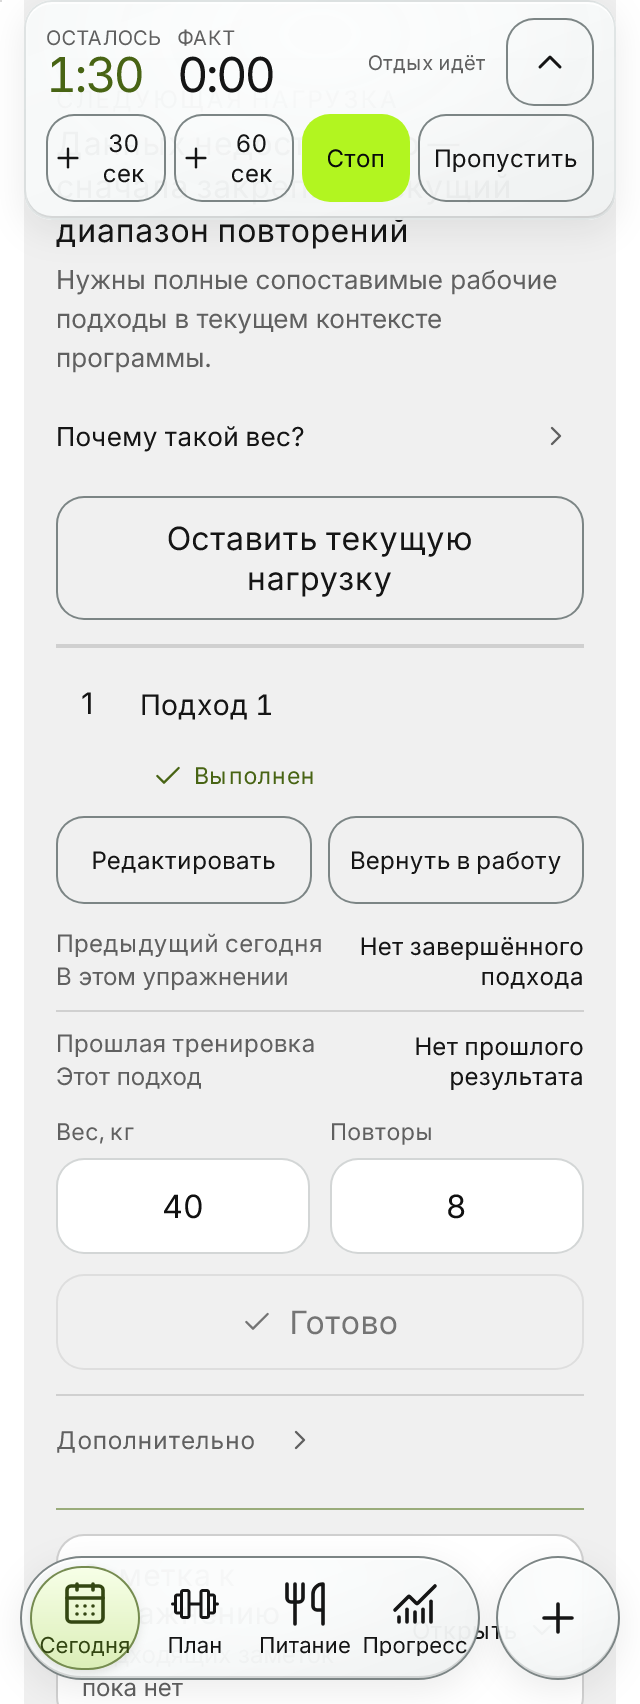 ОСТАЛОСЬ ФАКТ
1:30 0:00
Отдых идёт
СЛЕДУЮЩАЯ НАГРУЗКА
+ 30 сек
+ 60 сек
Стоп
Пропустить
сначала
диапазон повторений
Нужны полные сопоставимые рабочие
подходы в текущем контексте
программы.
Почему такой вес?
Оставить текущую
нагрузку
1 Подход 1
Выполнен
Редактировать
Вернуть в работу
Предыдущий сегодня
В этом упражнении
Нет завершённого
подхода
Прошлая тренировка
Этот подход
Нет прошлого
результата
Вес, кг
Повторы
40
8
Готово
Дополнительно
Сегодня
План
Питание
Прогресс
+
пока нет